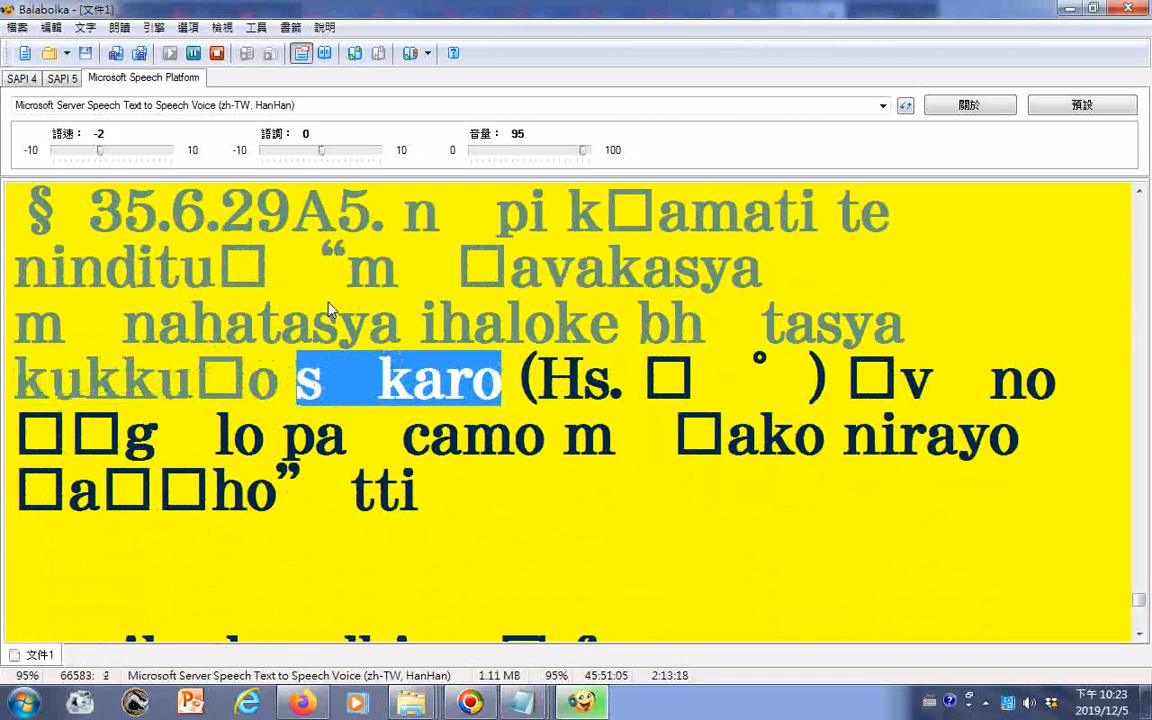 Balabolka - [文件1]
檔案 編輯 文字 朗讀 引擎 選項 檢視 工具 書籤 說明
SAPI 4 SAPI 5 Microsoft Speech Platform
Microsoft Server Speech Text to Speech Voice (zh-TW, HanHan) 關於 預設
語速： -2 語調： 0 音量： 95
-10 10 -10 10 0 100
§ 35.6.29A5. n pi k□amati te
ninditu□ “m □avakasya
m nahatasya ihaloke bh tasya
kukku□o s karo (Hs. □ ° ) □v no
□□g lo pa camo m □ako nirayo
□a□□ho” tti
文件1
95% 66583: 2 Microsoft Server Speech Text to Speech Voice (zh-TW, HanHan) 1.11 MB 95% 45:51:05 2:13:18
下午 10:23
2019/12/5